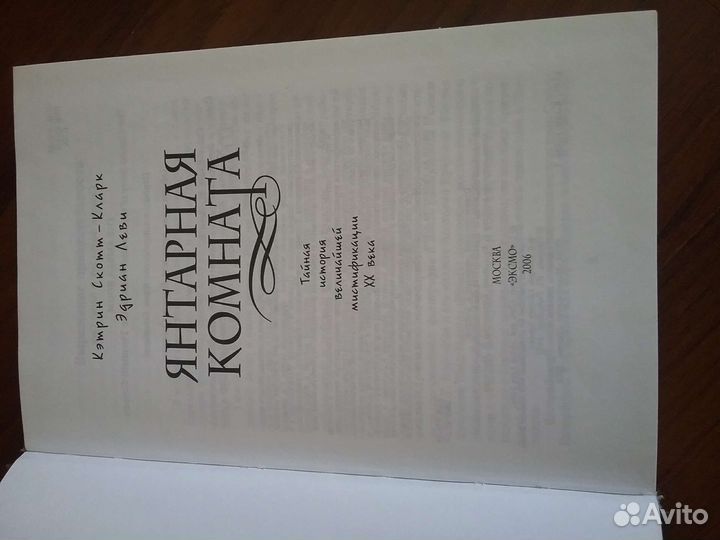 Кэтрин Скотт – Кларк
Эдриан Леви
ЯНТАРНАЯ
КОМНАТА
Тайная
история
величайшей
мистификации
XX века
МОСКВА
«ЭКСМО»
2006
Avito